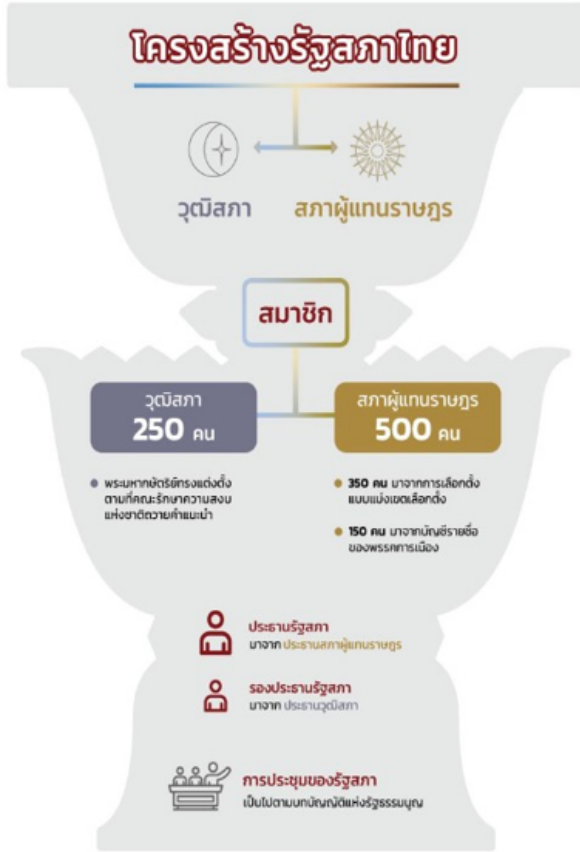 โครงสร้างรัฐสภาไทย
วุฒิสภา
สภาผู้แทนราษฎร
สมาชิก
วุฒิสภา
250 คน
พระมหากษัตริย์ทรงแต่งตั้ง
ตามที่คณะรักษาความสงบ
แห่งชาติถวายคำแนะนำ
สภาผู้แทนราษฎร
500 คน
350 คน มาจากการเลือกตั้ง
แบบแบ่งเขตเลือกตั้ง
150 คน มาจากบัญชีรายชื่อ
ของพรรคการเมือง
ประธานรัฐสภา
มาจาก ประธานสภาผู้แทนราษฎร
รองประธานรัฐสภา
มาจาก ประธานวุฒิสภา
การประชุมของรัฐสภา
เป็นไปตามบทบัญญัติแห่งรัฐธรรมนูญ